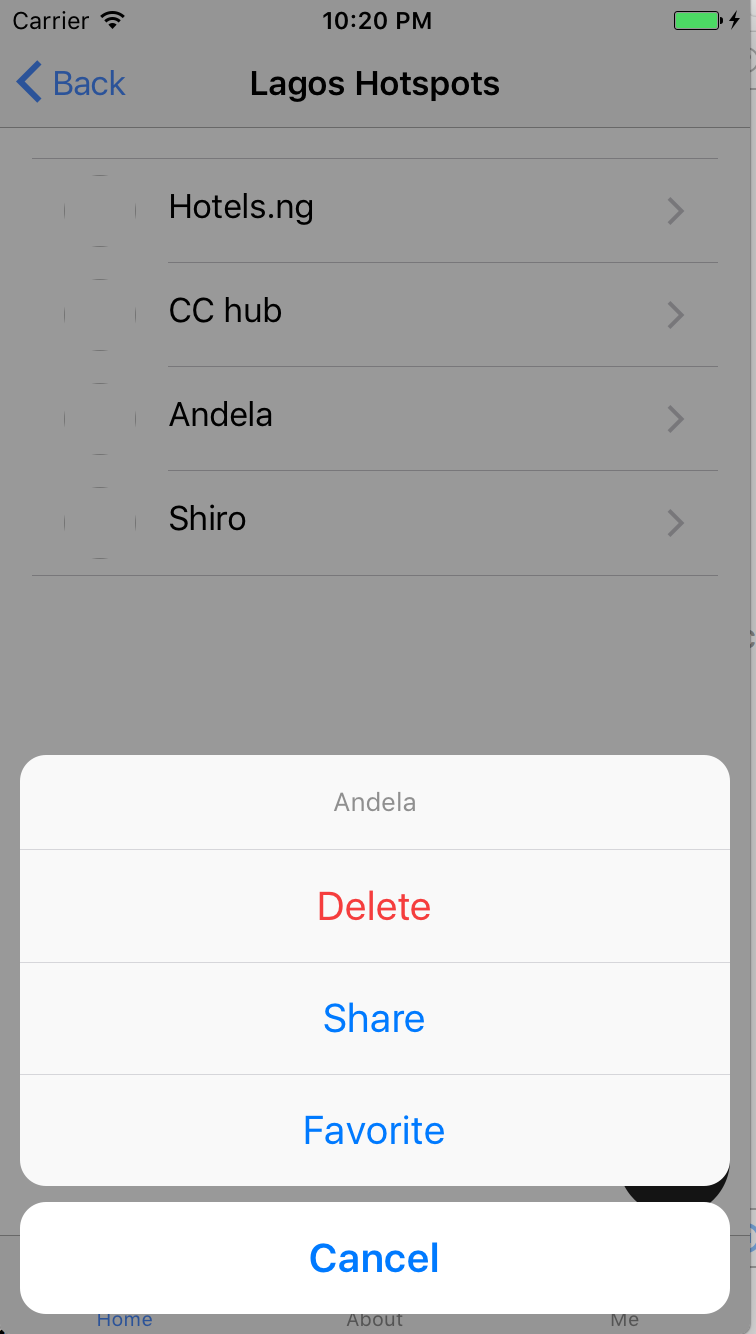 Carrier 10:20 PM
Back Lagos Hotspots
Hotels.ng
CC hub
Andela
Shiro
Andela
Delete
Share
Favorite
Cancel
Home About Me